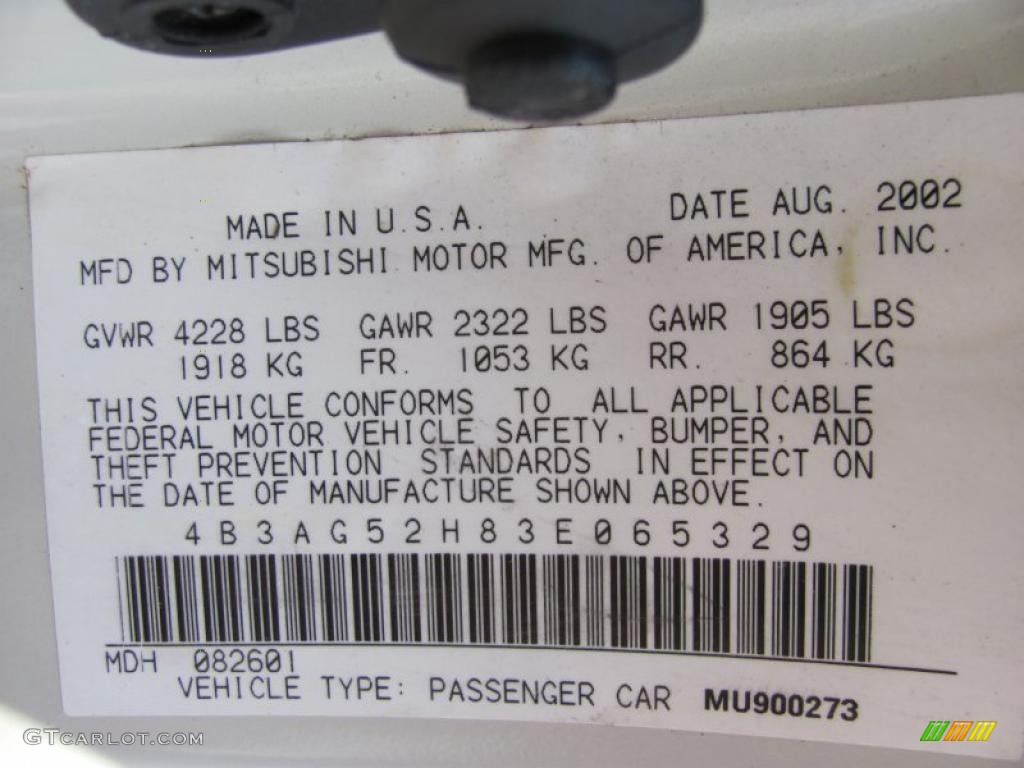 MADE IN U.S.A. DATE AUG. 2002
MFD BY MITSUBISHI MOTOR MFG. OF AMERICA, INC.
GVWR 4228 LBS GAWR 2322 LBS GAWR 1905 LBS
1918 KG FR. 1053 KG RR. 864 KG
THIS VEHICLE CONFORMS TO ALL APPLICABLE
FEDERAL MOTOR VEHICLE SAFETY, BUMPER, AND
THEFT PREVENTION STANDARDS IN EFFECT ON
THE DATE OF MANUFACTURE SHOWN ABOVE.
4B3AG52H83E065329
MDH 082601
VEHICLE TYPE: PASSENGER CAR MU900273
GTCARLOT.COM